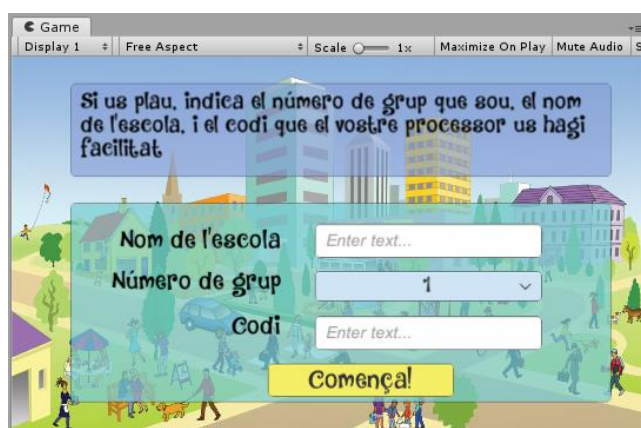 Game
Display 1 Free Aspect Scale 1x Maximize On Play Mute Audio S
Si us plau, indica el número de grup que sou, el nom
de l'escola, i el codi que el vostre processor us hagi
facilitat
Nom de l'escola Enter text...
Número de grup 1
Codi Enter text...
Comença!